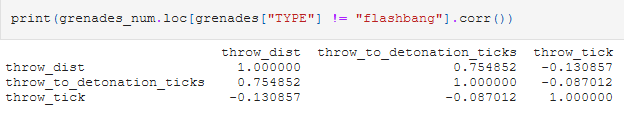 print(grenades_num.loc[grenades["TYPE"] != "flashbang"].corr())
throw_dist throw_to_detonation_ticks throw_tick
throw_dist 1.000000 0.754852 -0.130857
throw_to_detonation_ticks 0.754852 1.000000 -0.087012
throw_tick -0.130857 -0.087012 1.000000